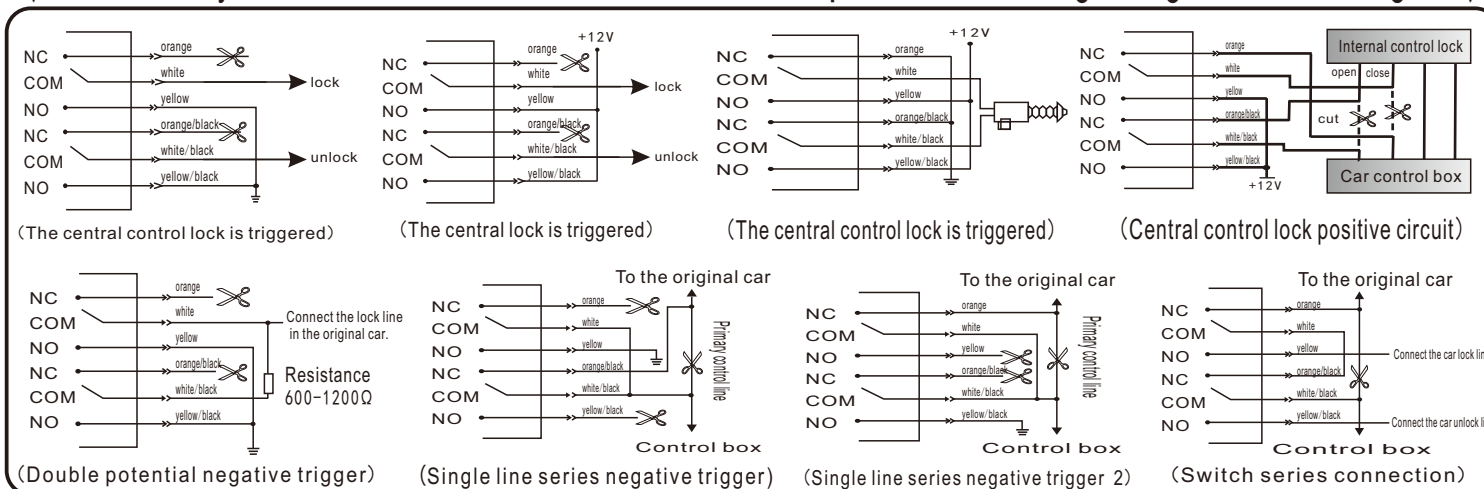 NC orange
COM white lock
NO yellow
NC orange/black
COM white/black unlock
NO yellow/black
(The central control lock is triggered)
+12V
NC orange
COM white lock
NO yellow
NC orange/black
COM white/black unlock
NO yellow/black
(The central lock is triggered)
+12V
NC orange
COM white
NO yellow
NC orange/black
COM white/black
NO yellow/black
(The central control lock is triggered)
Internal control lock
open close
NC orange
COM white
NO yellow
NC orange/black cut
COM white/black
NO yellow/black
+12V
Car control box
(Central control lock positive circuit)
NC orange
COM white Connect the lock line
in the original car.
NO yellow
NC orange/black Resistance
600-1200Ω
COM white/black
NO yellow/black
(Double potential negative trigger)
To the original car
NC orange
COM white
NO yellow
NC orange/black
COM white/black
NO yellow/black
Primary control line
Control box
(Single line series negative trigger)
To the original car
NC orange
COM white
NO yellow
NC orange/black
COM white/black
NO yellow/black
Primary control line
Control box
(Single line series negative trigger 2)
To the original car
NC orange
COM white
NO yellow Connect the car lock lin
NC orange/black
COM white/black
NO yellow/black Connect the car unlock li
Control box
(Switch series connection)